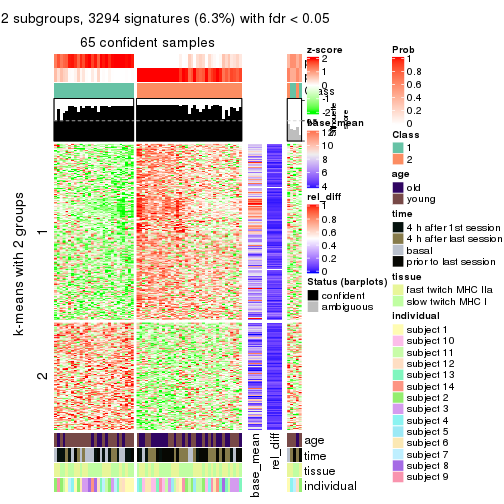 2 subgroups, 3294 signatures (6.3%) with fdr < 0.05
65 confident samples
k-means with 2 groups
1
2
z-score
2
1
0
-1
-2
Silhouette
score
base_mean
12
10
8
6
4
rel_diff
1
0.8
0.6
0.4
0.2
0
Status (barplots)
confident
ambiguous
Prob
1
0.8
0.6
0.4
0.2
0
Class
1
2
age
old
young
time
4 h after 1st session
4 h after last session
basal
prior to last session
tissue
fast twitch MHC IIa
slow twitch MHC I
individual
subject 1
subject 10
subject 11
subject 12
subject 13
subject 14
subject 2
subject 3
subject 4
subject 5
subject 6
subject 7
subject 8
subject 9
age
time
tissue
individual
base_mean
rel_diff